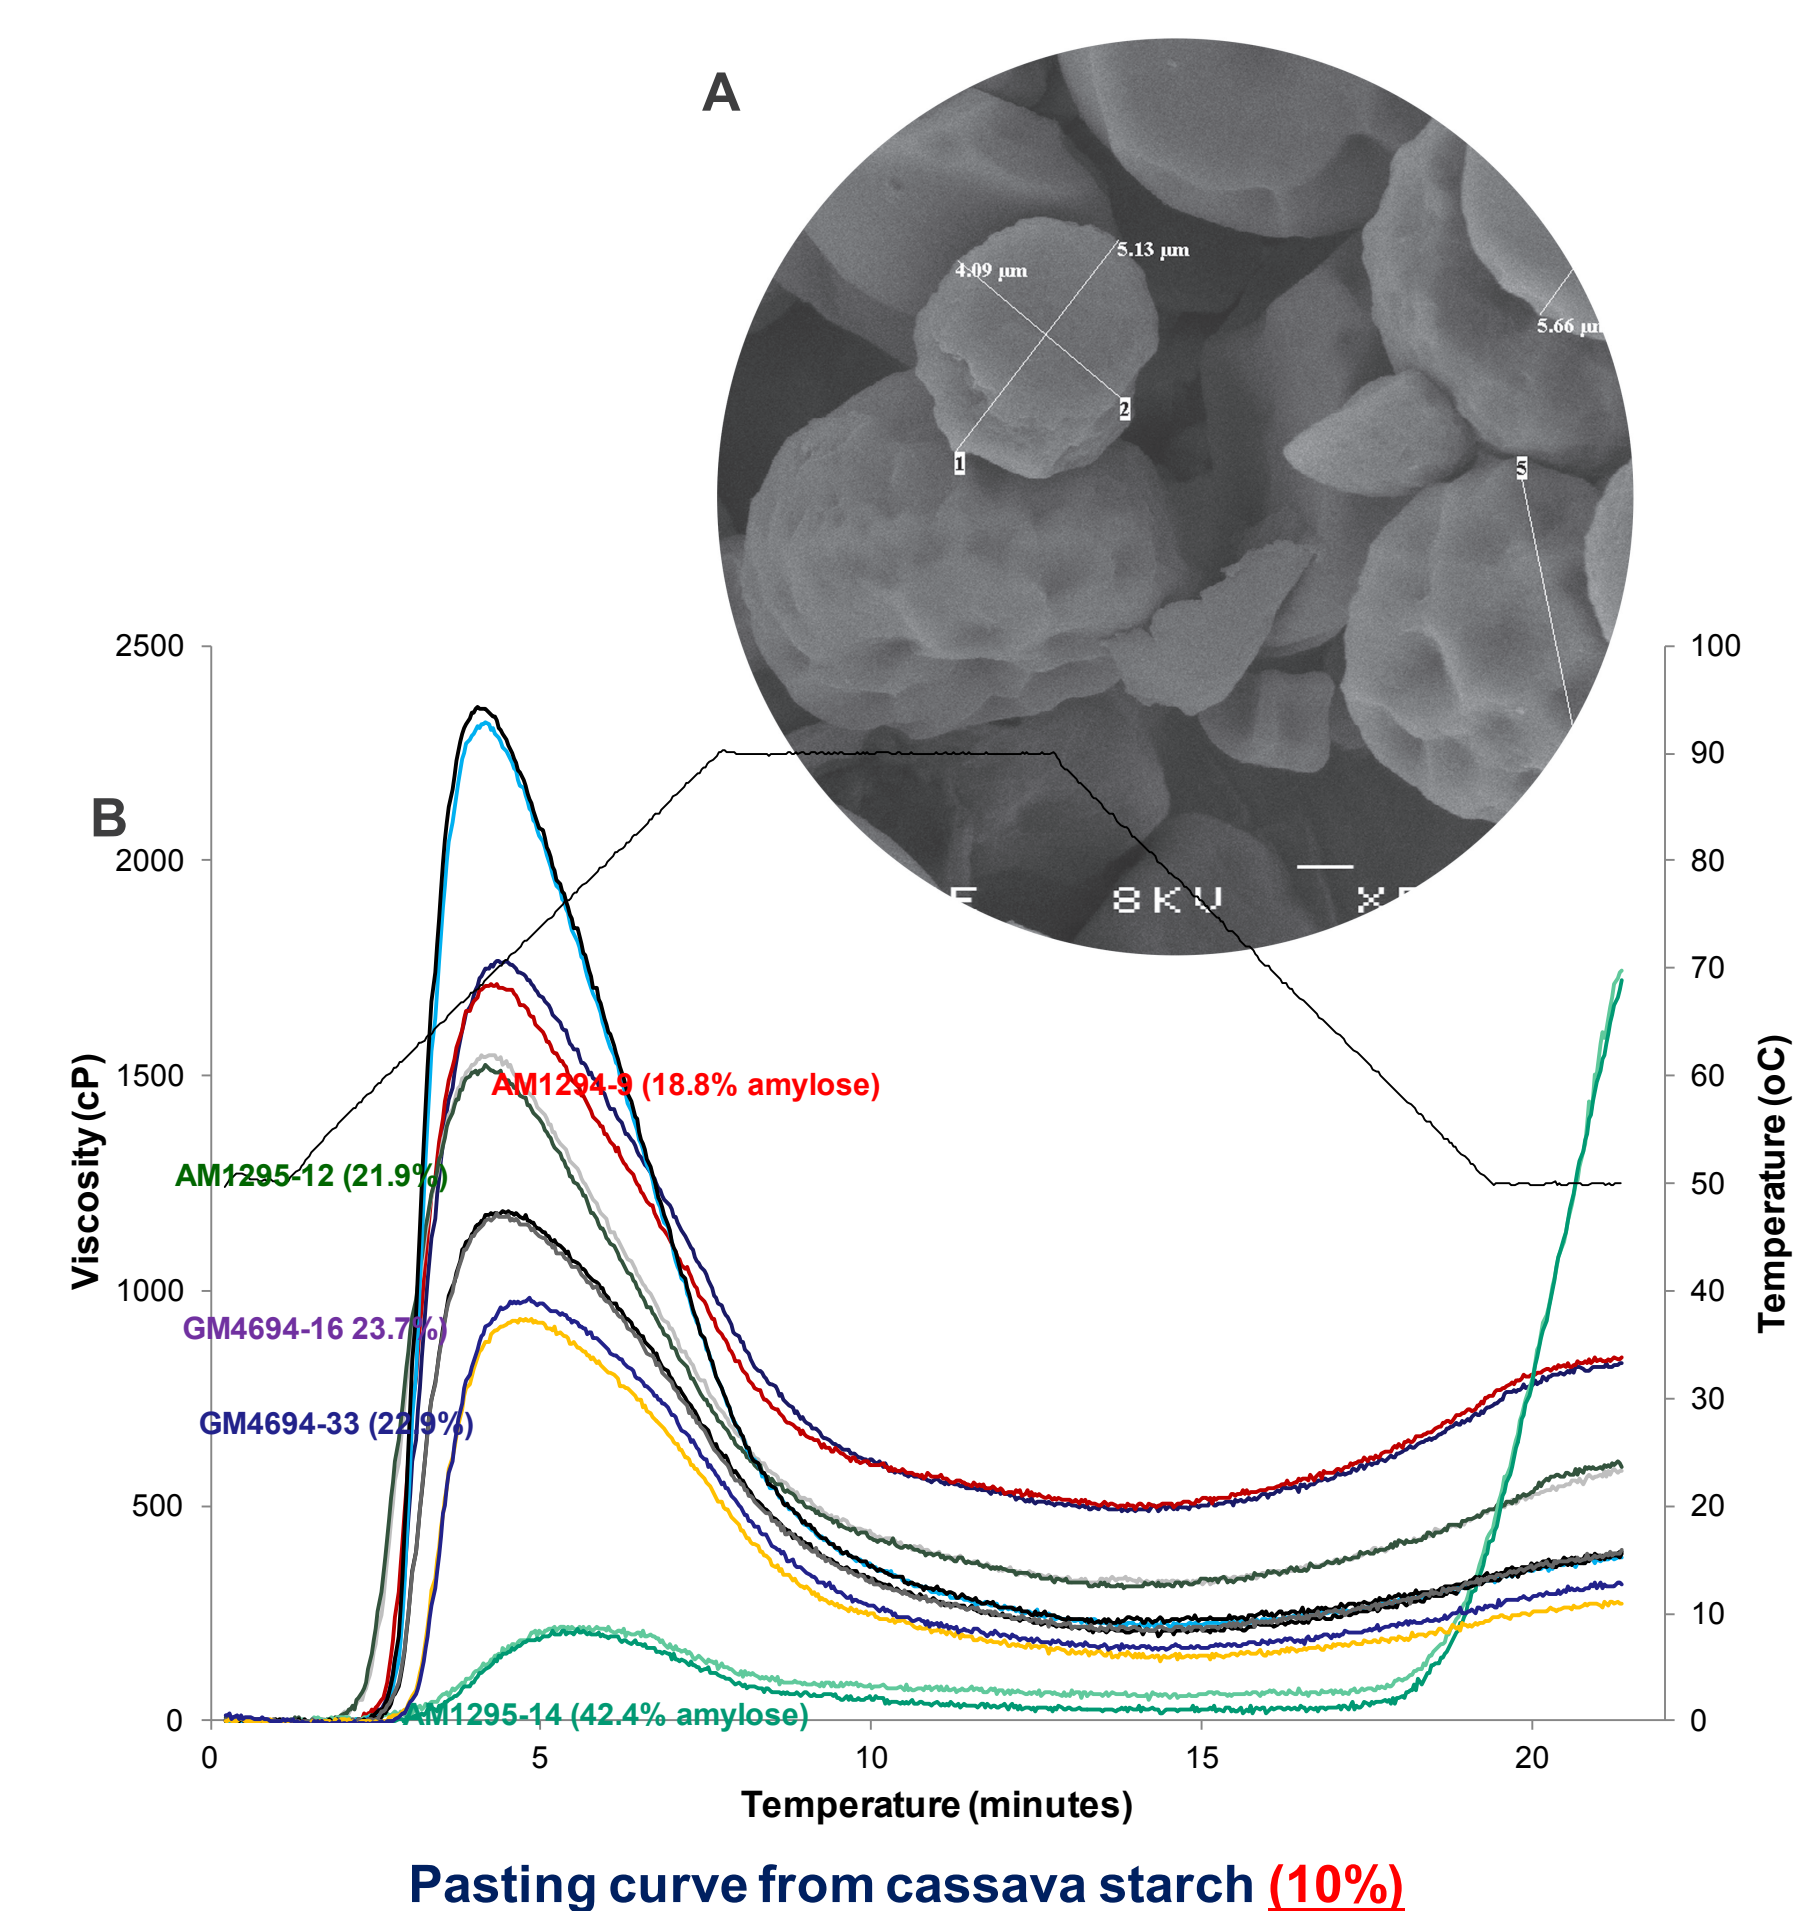 A
5.13 µm
4.09 µm
5.66 µm
2
1
5
8KV
X
B
2500
2000
1500
1000
500
0
100
90
80
70
60
50
40
30
20
10
0
Viscosity (cP)
Temperature (oC)
AM1294-9 (18.8% amylose)
AM1295-12 (21.9%)
GM4694-16 23.7%)
GM4694-33 (22.9%)
AM1295-14 (42.4% amylose)
0 5 10 15 20
Temperature (minutes)
Pasting curve from cassava starch (10%)